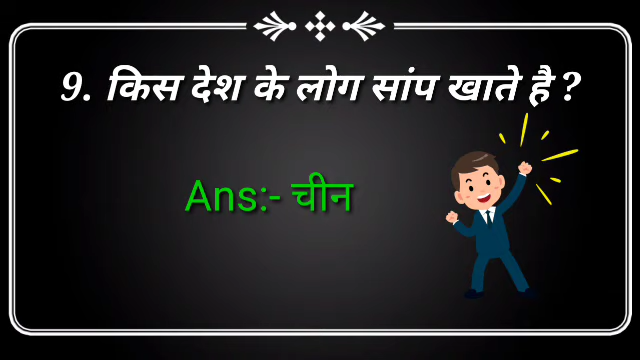 9. किस देश के लोग सांप खाते है ?
Ans:- चीन